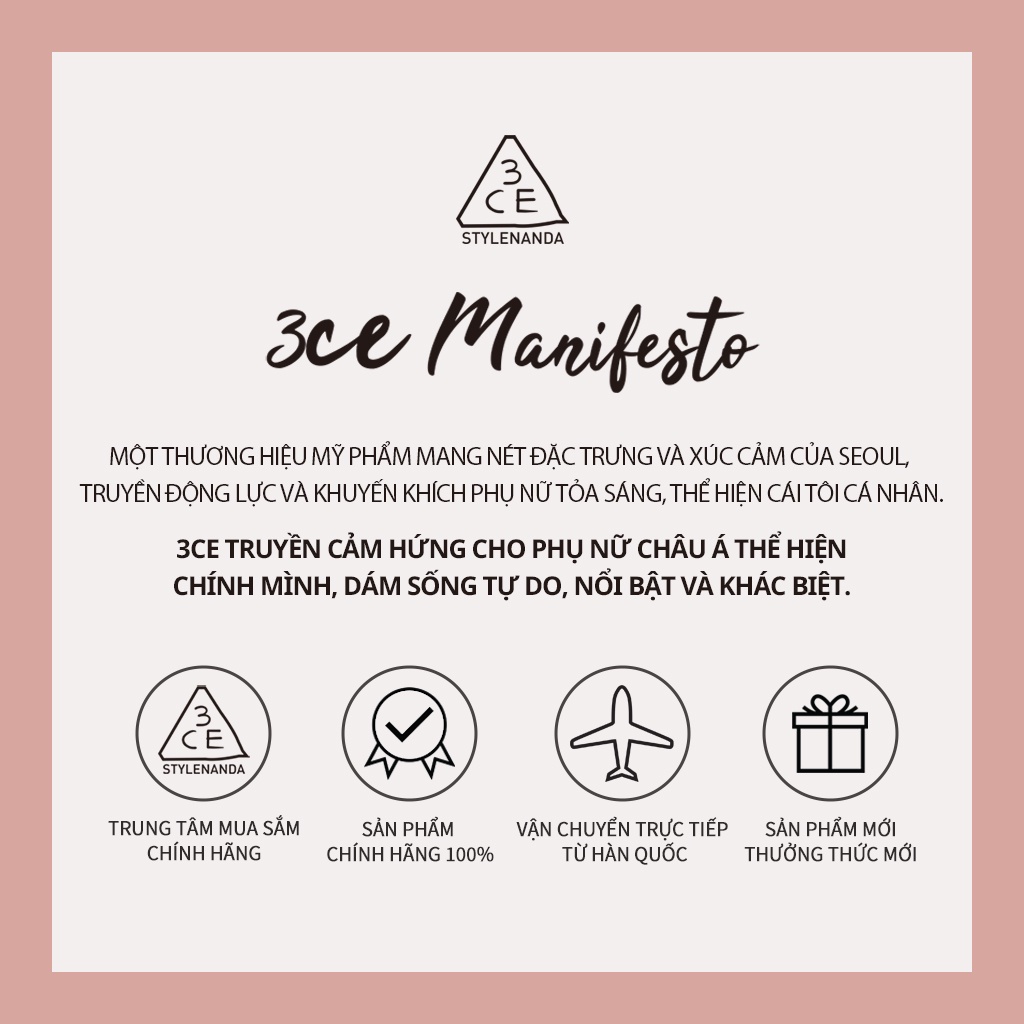 3
CE
STYLENANDA
3ce Manifesto
MỘT THƯƠNG HIỆU MỸ PHẨM MANG NÉT ĐẶC TRƯNG VÀ XÚC CẢM CỦA SEOUL,
TRUYỀN ĐỘNG LỰC VÀ KHUYẾN KHÍCH PHỤ NỮ TỎA SÁNG, THỂ HIỆN CÁI TÔI CÁ NHÂN.
3CE TRUYỀN CẢM HỨNG CHO PHỤ NỮ CHÂU Á THỂ HIỆN
CHÍNH MÌNH, DÁM SỐNG TỰ DO, NỔI BẬT VÀ KHÁC BIỆT.
3
CE
STYLENANDA
TRUNG TÂM MUA SẮM
CHÍNH HÃNG
SẢN PHẨM
CHÍNH HÃNG 100%
VẬN CHUYỂN TRỰC TIẾP
TỪ HÀN QUỐC
SẢN PHẨM MỚI
THƯỞNG THỨC MỚI